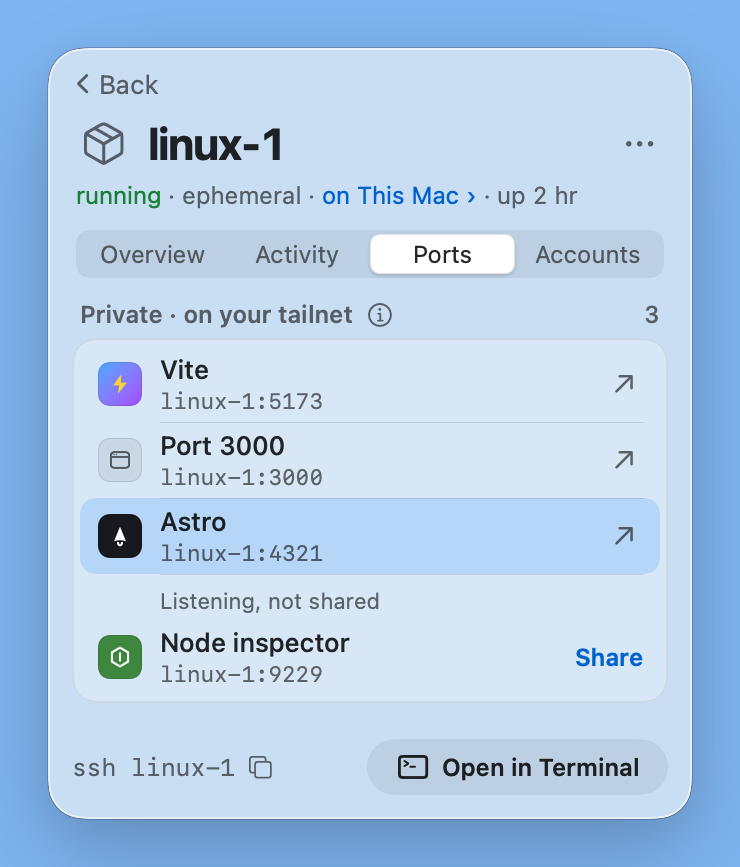 Back
linux-1
running · ephemeral · on This Mac › · up 2 hr
Overview Activity Ports Accounts
Private · on your tailnet 3
Vite
linux-1:5173
Port 3000
linux-1:3000
Astro
linux-1:4321
Listening, not shared
Node inspector
linux-1:9229
Share
ssh linux-1
Open in Terminal